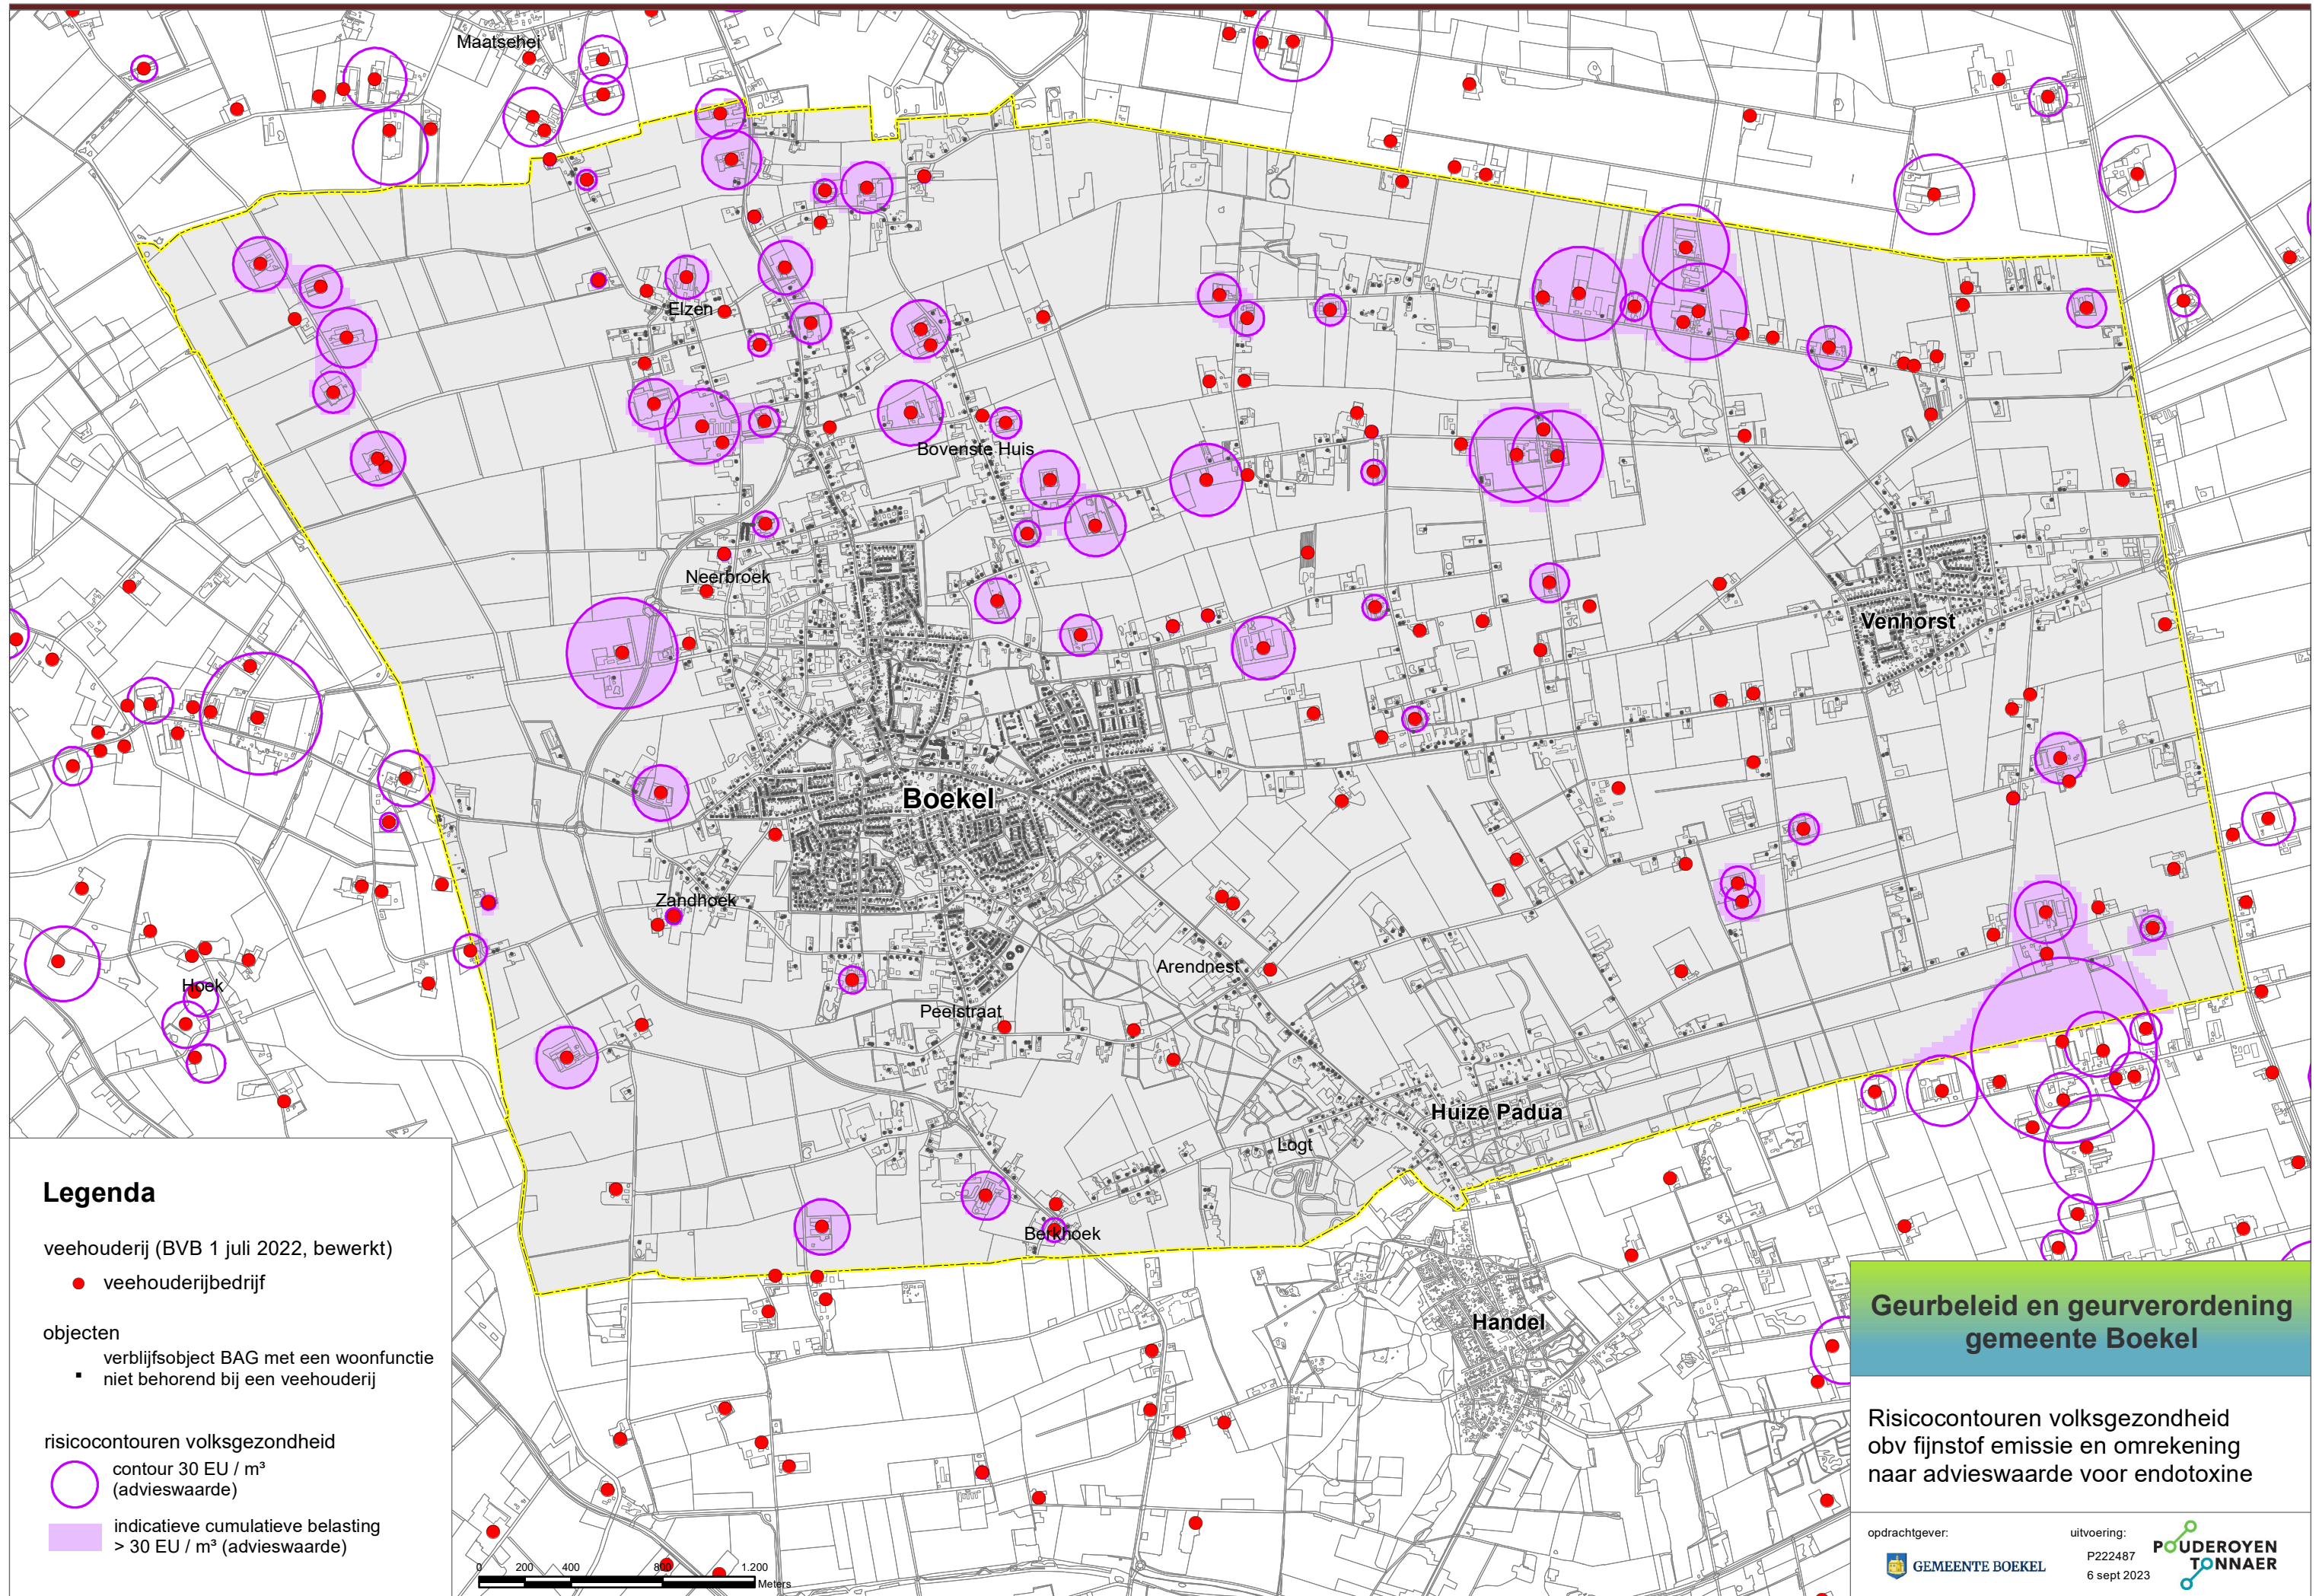 Maatsehei
Elzen
Bovenste Huis
Neerbroek
Venhorst
Boekel
Zandhoek
Arendnest
Hoek
Peelstraat
Huize Padua
Logt
Berkhoek
Handel
Legenda
veehouderij (BVB 1 juli 2022, bewerkt)
veehouderijbedrijf
objecten
verblijfsobject BAG met een woonfunctie
niet behorend bij een veehouderij
risicocontouren volksgezondheid
contour 30 EU / m³
(advieswaarde)
indicatieve cumulatieve belasting
> 30 EU / m³ (advieswaarde)
0 200 400 800 1.200
Meters
Geurbeleid en geurverordening
gemeente Boekel
Risicocontouren volksgezondheid
obv fijnstof emissie en omrekening
naar advieswaarde voor endotoxine
opdrachtgever:
GEMEENTE BOEKEL
uitvoering:
P222487
6 sept 2023
POUDEROYEN
TONNAER